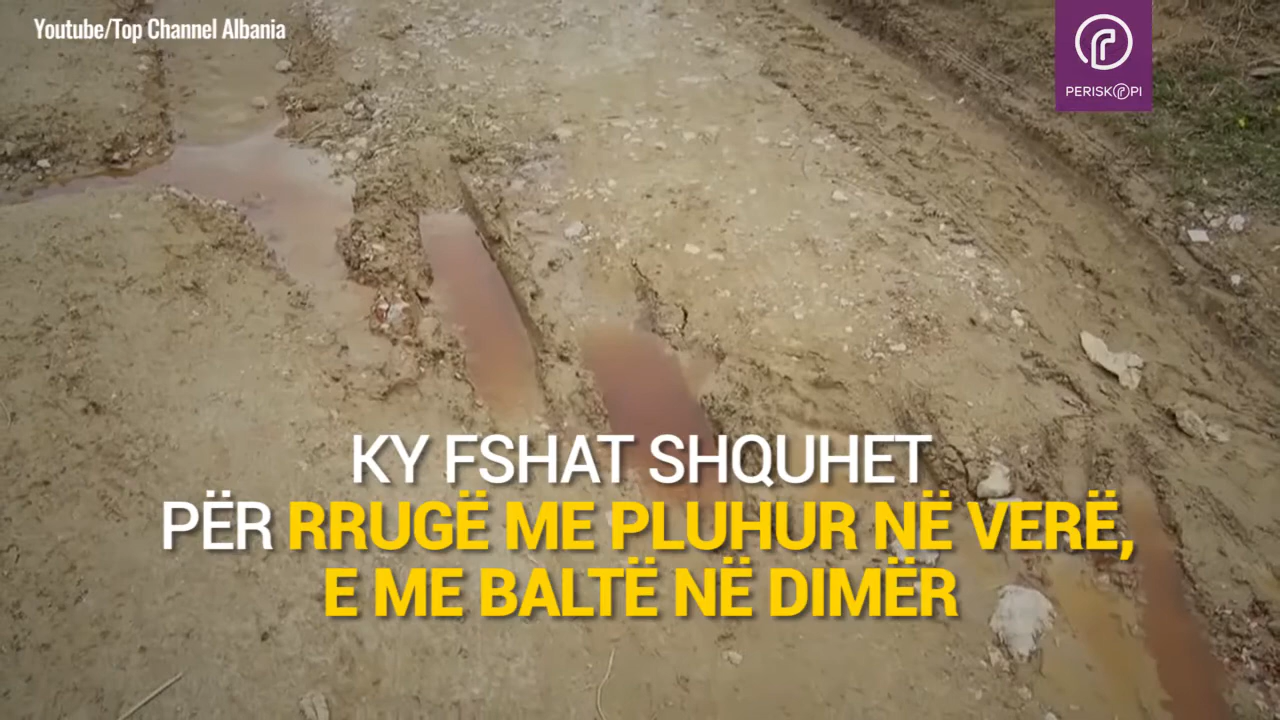 Youtube/Top Channel Albania
PERISKOPI
KY FSHAT SHQUHET
PËR RRUGË ME PLUHUR NË VERË,
E ME BALTË NË DIMËR